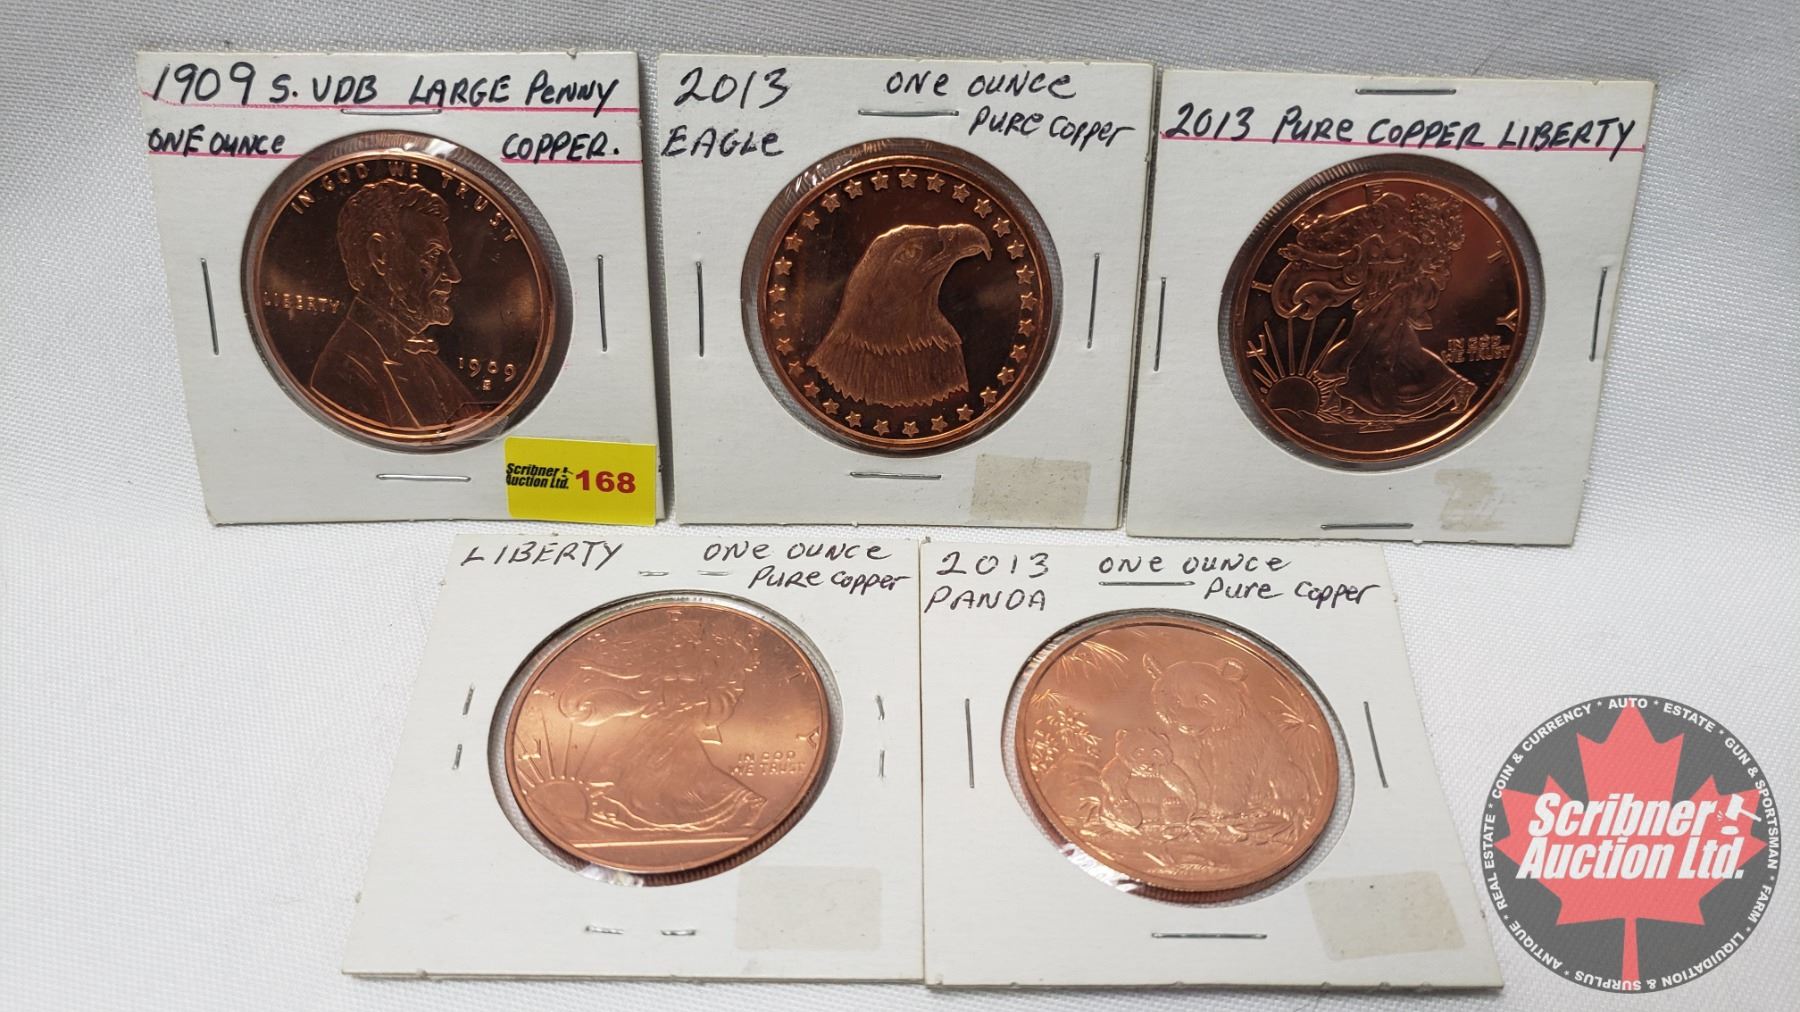 1909 S. VDB LARGE PENNY
ONE OUNCE COPPER.
IN GOD WE TRUST
LIBERTY
1909
S
Scribner
Auction Ltd. 168
2013 ONE OUNCE
EAGLE PURE COPPER
2013 PURE COPPER LIBERTY
LIBERTY
IN GOD
WE TRUST
LIBERTY ONE OUNCE
PURE COPPER
LIBERTY
IN GOD
WE TRUST
2013 ONE OUNCE
PANDA PURE COPPER
REAL ESTATE * COIN & CURRENCY * AUTO * ESTATE * GUN & SPORTSMAN * FARM * LIQUIDATION & SURPLUS * ANTIQUE *
Scribner
Auction Ltd.